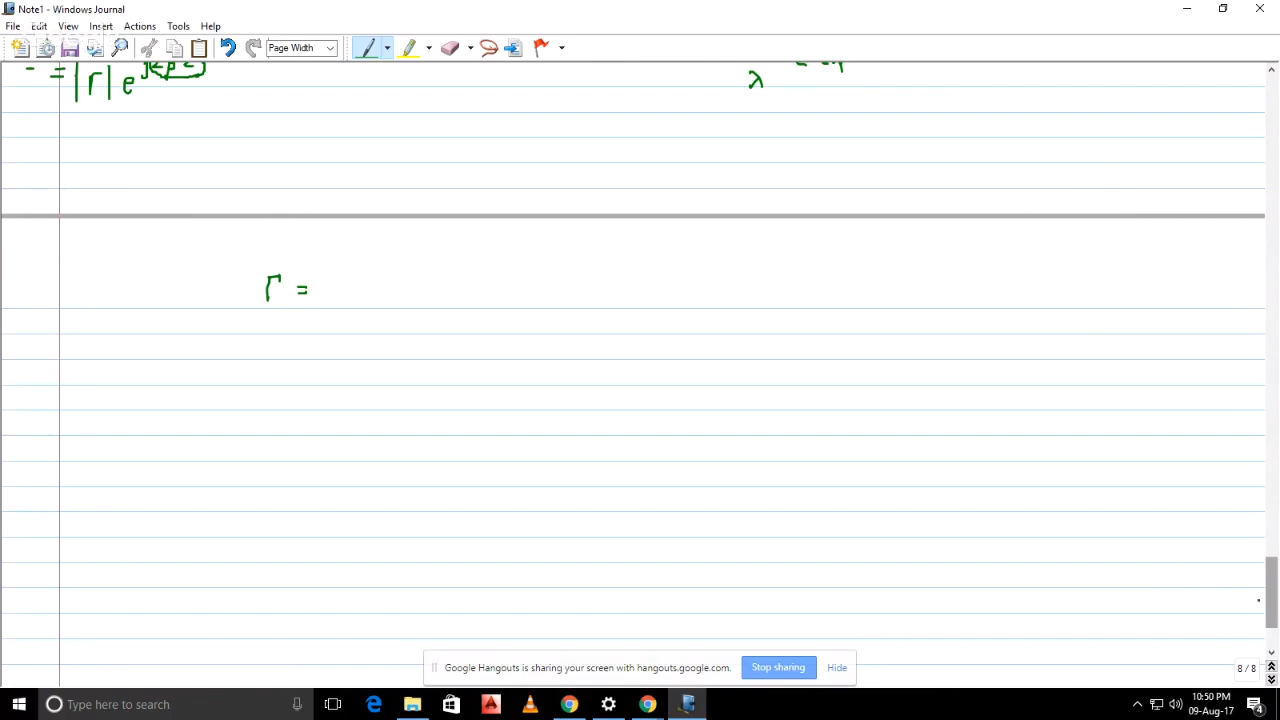 Note1 - Windows Journal
File Edit View Insert Actions Tools Help
Page Width
= |Γ| e
λ
Γ =
Google Hangouts is sharing your screen with hangouts.google.com. Stop sharing Hide
8 / 8
Type here to search
10:50 PM
09-Aug-17
4